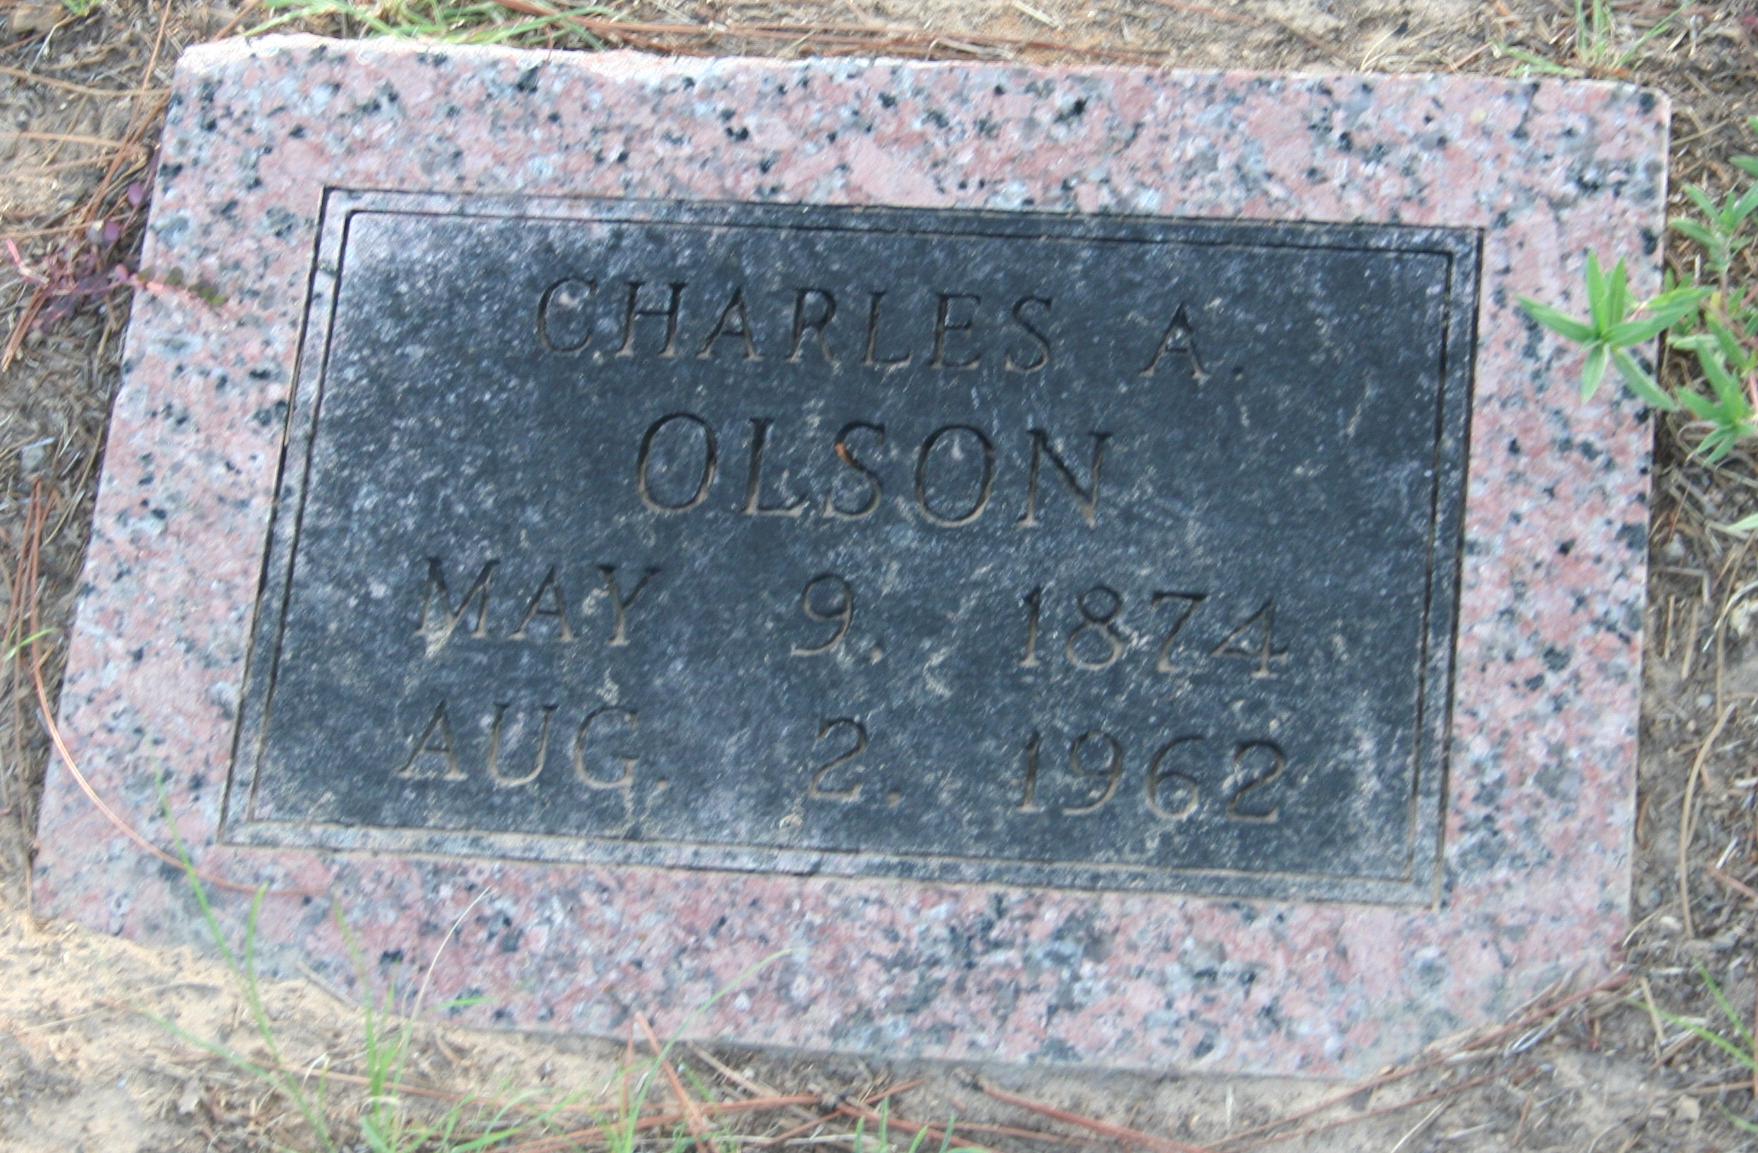 CHARLES A.
OLSON
MAY 9. 1874
AUG. 2. 1962